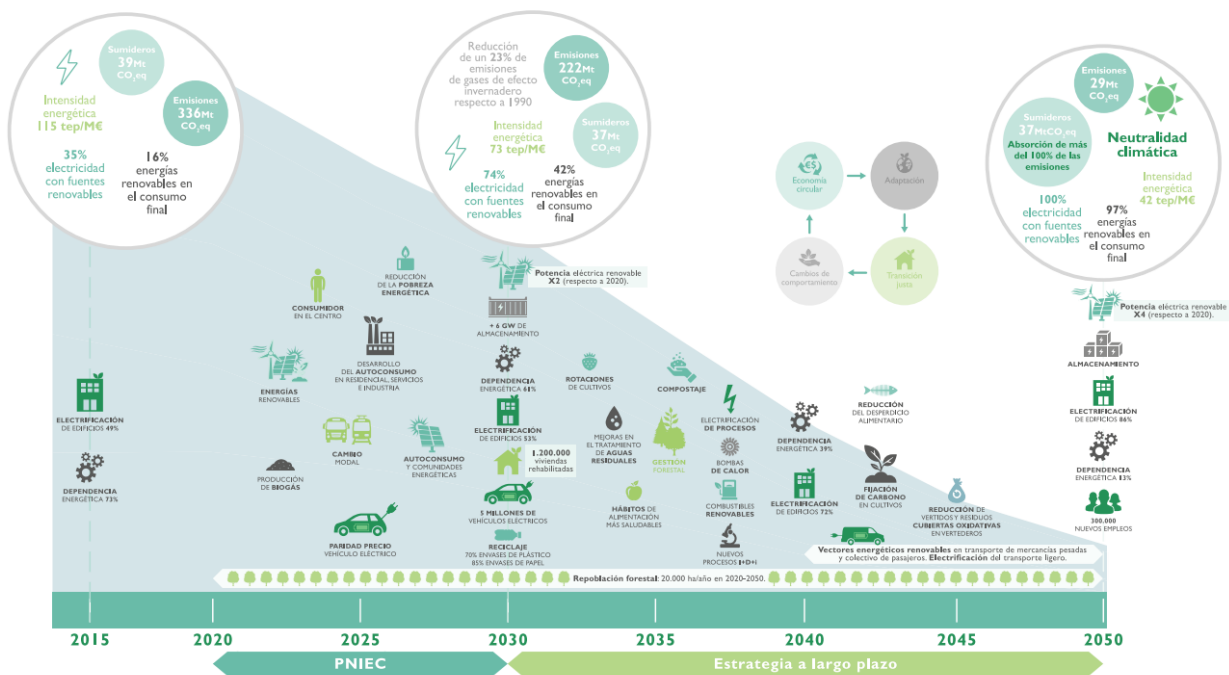 Sumideros
39Mt
CO₂eq
Emisiones
336Mt
CO₂eq
Intensidad
energética
115 tep/M€
35%
electricidad
con fuentes
renovables
16%
energías
renovables en
el consumo
final
Reducción
de un 23% de
emisiones
de gases de efecto
invernadero
respecto a 1990
Emisiones
222Mt
CO₂eq
Sumideros
37Mt
CO₂eq
Intensidad
energética
73 tep/M€
74%
electricidad
con fuentes
renovables
42%
energías
renovables en
el consumo
final
Economía
circular
Adaptación
Cambios de
comportamiento
Transición
justa
Emisiones
29Mt
CO₂eq
Sumideros
37MtCO₂eq
Absorción de más
del 100% de las
emisiones
Neutralidad
climática
Intensidad
energética
42 tep/M€
100%
electricidad
con fuentes
renovables
97%
energías
renovables en
el consumo
final
ELECTRIFICACIÓN
DE EDIFICIOS 49%
DEPENDENCIA
ENERGÉTICA 73%
CONSUMIDOR
EN EL CENTRO
REDUCCIÓN
DE LA POBREZA
ENERGÉTICA
ENERGÍAS
RENOVABLES
DESARROLLO
DEL AUTOCONSUMO
EN RESIDENCIAL, SERVICIOS
E INDUSTRIA
PRODUCCIÓN
DE BIOGÁS
CAMBIO
MODAL
AUTOCONSUMO
Y COMUNIDADES
ENERGÉTICAS
PARIDAD PRECIO
VEHÍCULO ELÉCTRICO
Potencia eléctrica renovable
X2 (respecto a 2020).
+ 6 GW DE
ALMACENAMIENTO
DEPENDENCIA
ENERGÉTICA 61%
ELECTRIFICACIÓN
DE EDIFICIOS 53%
1.200.000
viviendas
rehabilitadas
5 MILLONES DE
VEHÍCULOS ELÉCTRICOS
RECICLAJE
70% ENVASES DE PLÁSTICO
85% ENVASES DE PAPEL
ROTACIONES
DE CULTIVOS
MEJORAS EN
EL TRATAMIENTO
DE AGUAS
RESIDUALES
HÁBITOS DE
ALIMENTACIÓN
MÁS SALUDABLES
COMPOSTAJE
GESTIÓN
FORESTAL
ELECTRIFICACIÓN
DE PROCESOS
BOMBAS
DE CALOR
COMBUSTIBLES
RENOVABLES
NUEVOS
PROCESOS I+D+i
DEPENDENCIA
ENERGÉTICA 39%
ELECTRIFICACIÓN
DE EDIFICIOS 72%
REDUCCIÓN
DEL DESPERDICIO
ALIMENTARIO
FIJACIÓN
DE CARBONO
EN CULTIVOS
REDUCCIÓN DE
VERTIDOS Y RESIDUOS
CUBIERTAS OXIDATIVAS
EN VERTEDEROS
Potencia eléctrica renovable
X4 (respecto a 2020).
ALMACENAMIENTO
ELECTRIFICACIÓN
DE EDIFICIOS 86%
DEPENDENCIA
ENERGÉTICA 13%
300.000
NUEVOS EMPLEOS
Vectores energéticos renovables en transporte de mercancías pesadas
y colectivo de pasajeros. Electrificación del transporte ligero.
Repoblación forestal: 20.000 ha/año en 2020-2050.
2015
2020
2025
2030
2035
2040
2045
2050
PNIEC
Estrategia a largo plazo